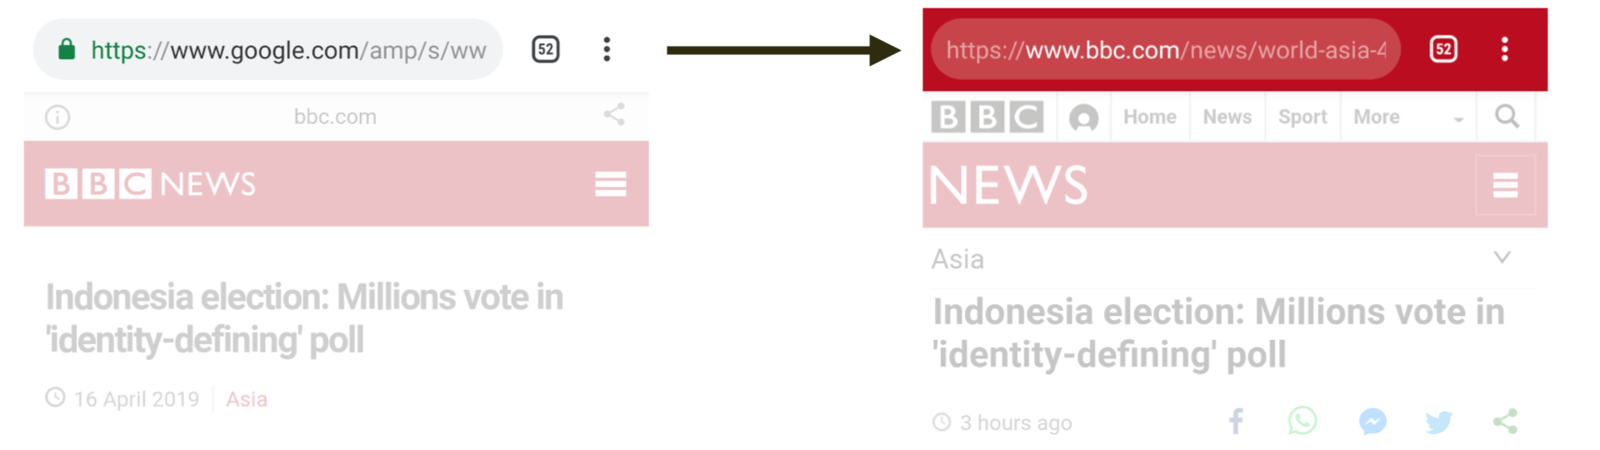 https://www.google.com/amp/s/ww
52
bbc.com
BBC NEWS
Indonesia election: Millions vote in
'identity-defining' poll
16 April 2019
Asia
https://www.bbc.com/news/world-asia-4
52
BBC
Home
News
Sport
More
NEWS
Asia
Indonesia election: Millions vote in
'identity-defining' poll
3 hours ago